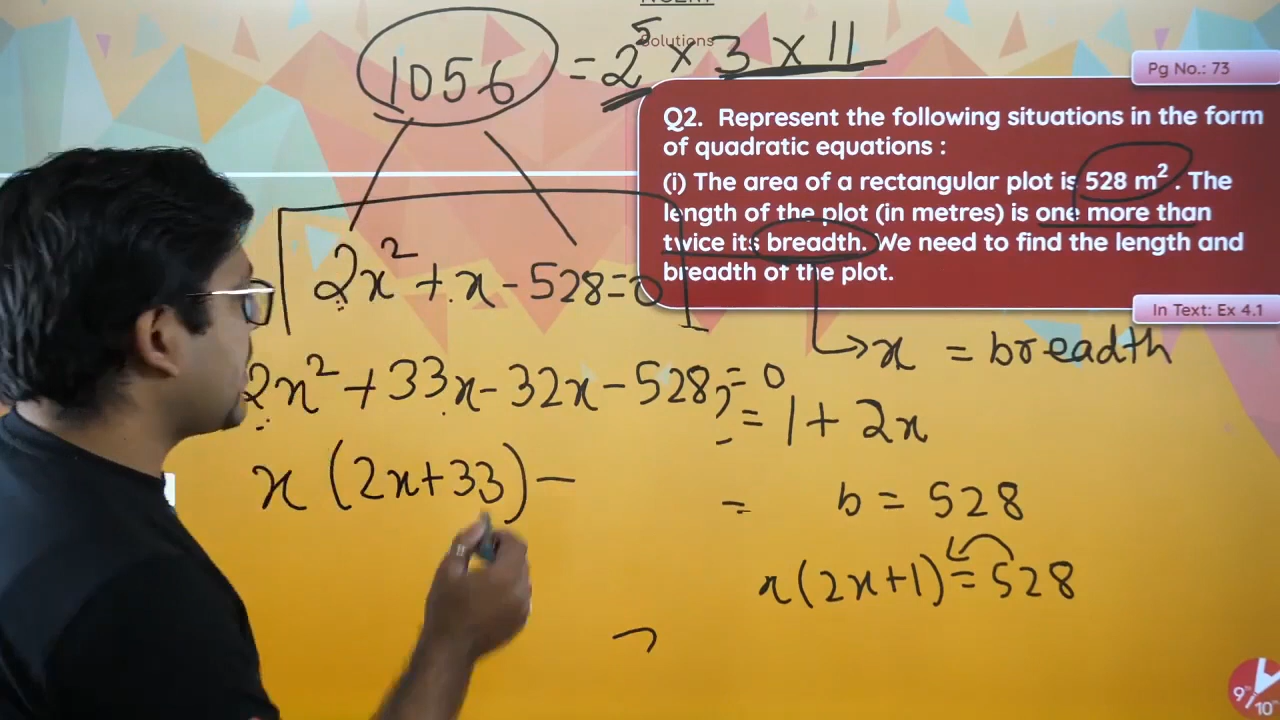 NCERT
Solutions
1056 = 2⁵ × 3 × 11
Pg No.: 73
Q2. Represent the following situations in the form
of quadratic equations :
(i) The area of a rectangular plot is 528 m². The
length of the plot (in metres) is one more than
twice its breadth. We need to find the length and
breadth of the plot.
In Text: Ex 4.1
2x² + x - 528 = 0
x = breadth
2x² + 33x - 32x - 528 = 0
= 1 + 2x
x (2x + 33) -
= b = 528
x(2x+1) = 528
9th
10th